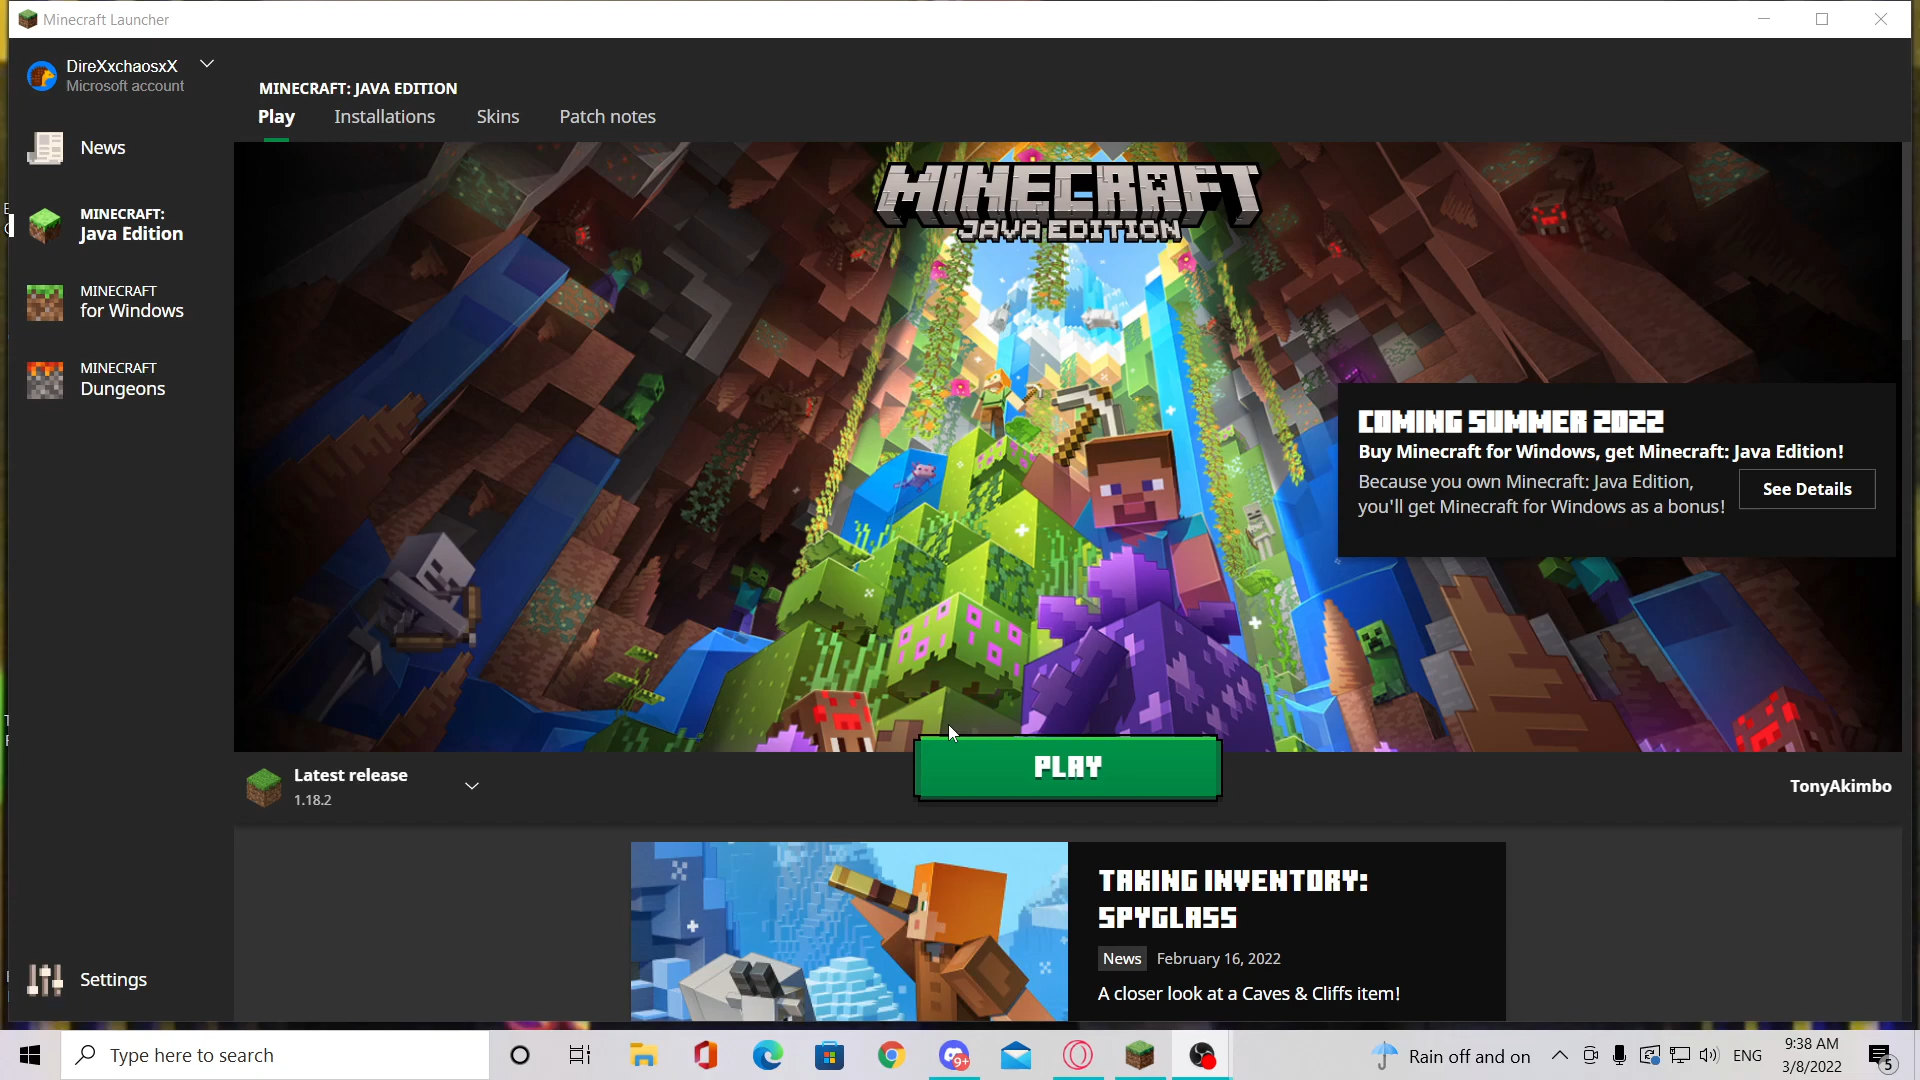 Minecraft Launcher
DireXxchaosxX
Microsoft account
News
MINECRAFT:
Java Edition
MINECRAFT
for Windows
MINECRAFT
Dungeons
Settings
MINECRAFT: JAVA EDITION
Play Installations Skins Patch notes
MINECRAFT
JAVA EDITION
COMING SUMMER 2022
Buy Minecraft for Windows, get Minecraft: Java Edition!
Because you own Minecraft: Java Edition,
you'll get Minecraft for Windows as a bonus!
See Details
Latest release
1.18.2
PLAY
TonyAkimbo
TAKING INVENTORY:
SPYGLASS
News February 16, 2022
A closer look at a Caves & Cliffs item!
Type here to search
9+
Rain off and on
ENG
9:38 AM
3/8/2022
5